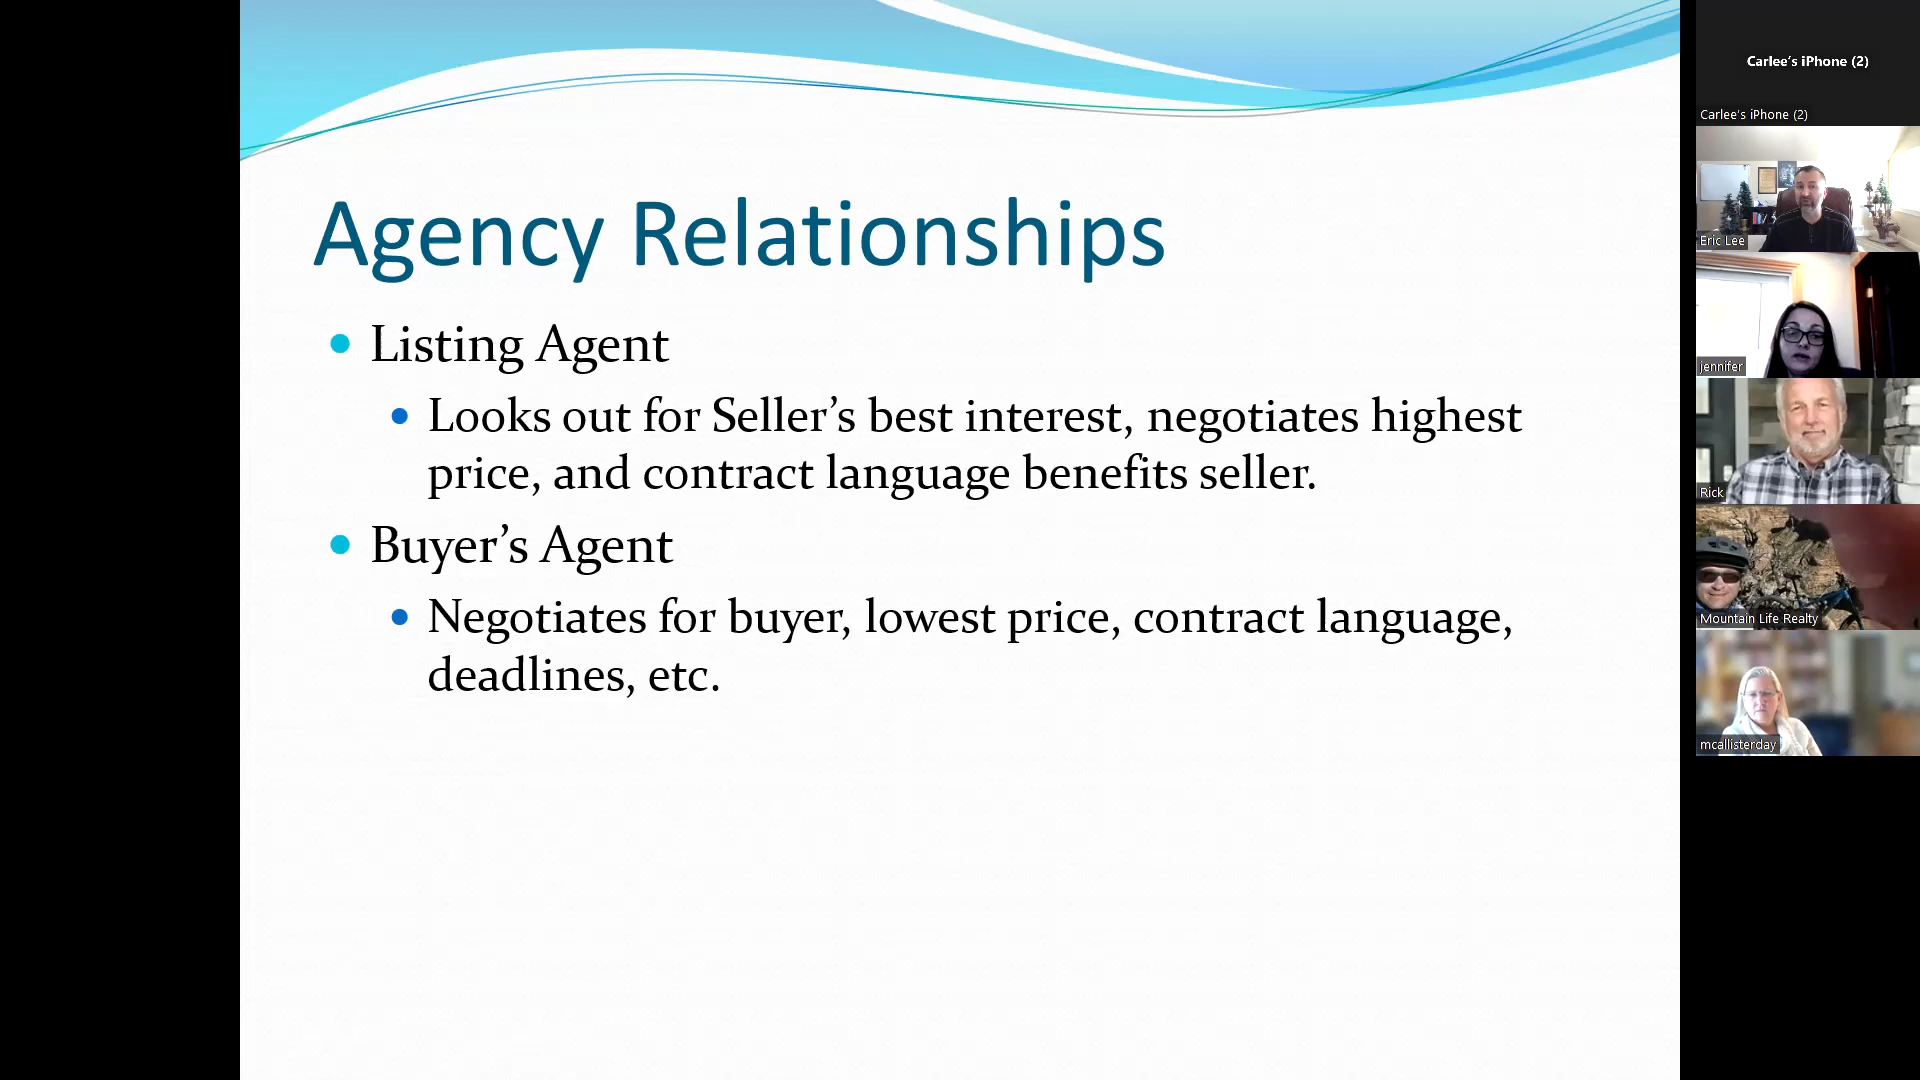 Agency Relationships
Listing Agent
Looks out for Seller’s best interest, negotiates highest
price, and contract language benefits seller.
Buyer’s Agent
Negotiates for buyer, lowest price, contract language,
deadlines, etc.
Carlee’s iPhone (2)
Carlee's iPhone (2)
Eric Lee
jennifer
Rick
Mountain Life Realty
mcallisterday